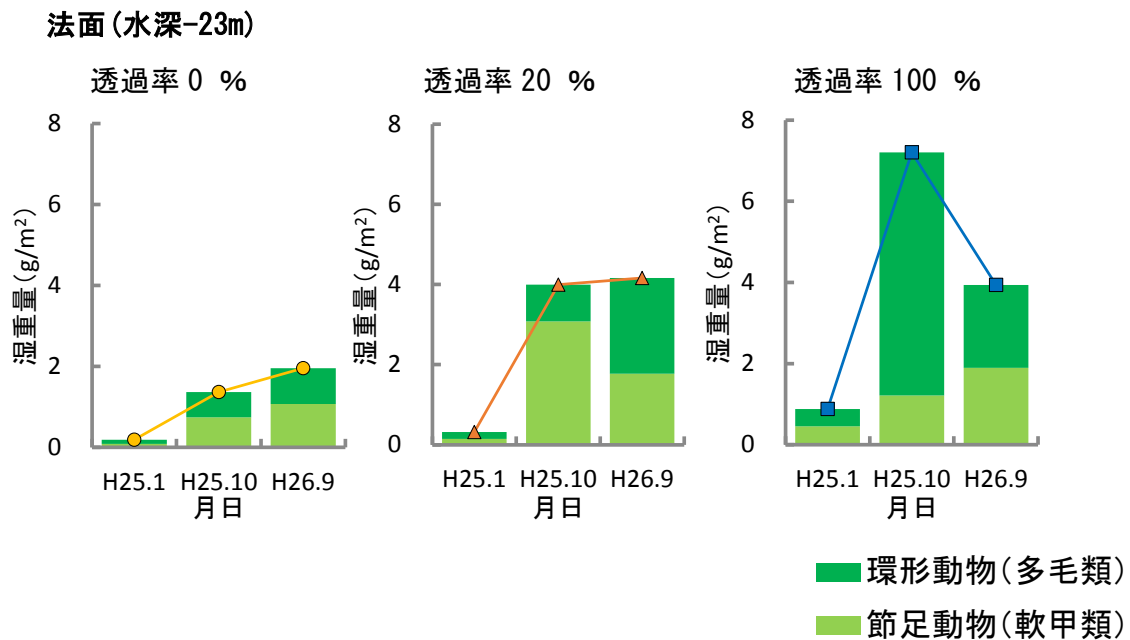 法面(水深-23m)
透過率 0 %
8
6
4
2
0
湿重量(g/m²)
H25.1 H25.10 H26.9
月日
透過率 20 %
8
6
4
2
0
湿重量(g/m²)
H25.1 H25.10 H26.9
月日
透過率 100 %
8
6
4
2
0
湿重量(g/m²)
H25.1 H25.10 H26.9
月日
環形動物(多毛類)
節足動物(軟甲類)